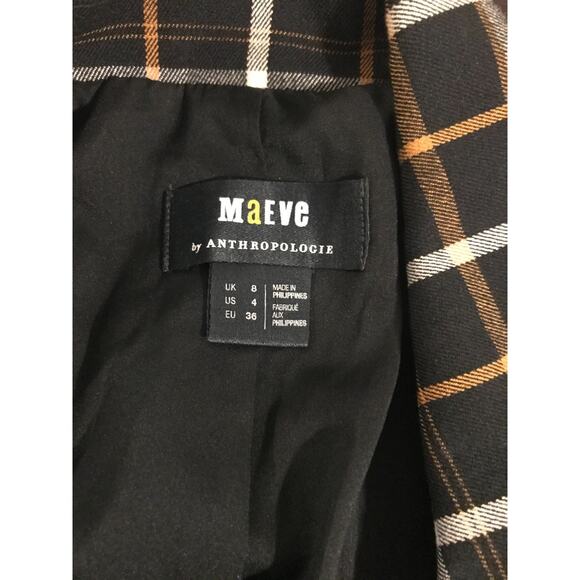 MaEVe
by ANTHROPOLOGIE
UK 8
US 4
EU 36
MADE IN
PHILIPPINES
FABRIQUÉ
AUX
PHILIPPINES